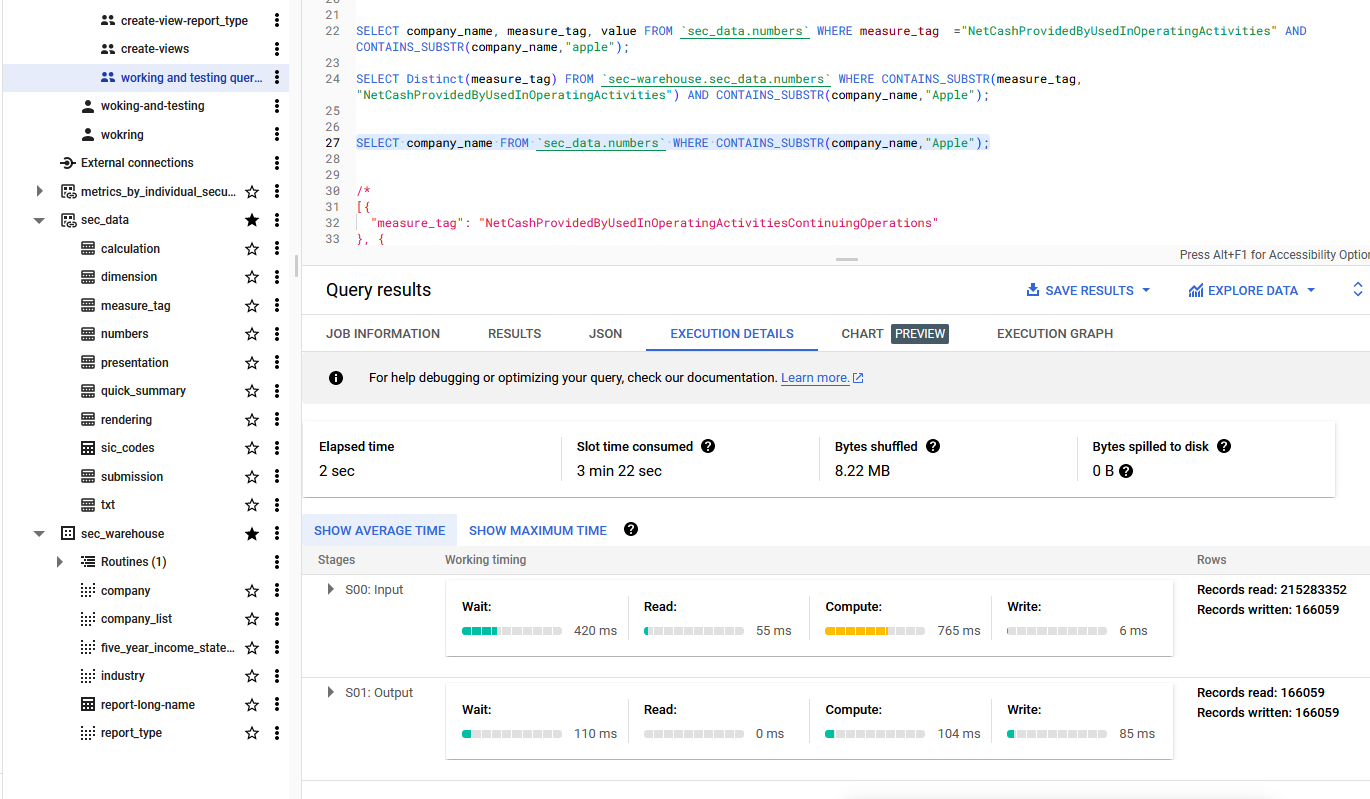 create-view-report_type
create-views
working and testing quer...
woking-and-testing
wokring
External connections
metrics_by_individual_secu...
sec_data
calculation
dimension
measure_tag
numbers
presentation
quick_summary
rendering
sic_codes
submission
txt
sec_warehouse
Routines (1)
company
company_list
five_year_income_state...
industry
report-long-name
report_type
21
22 SELECT company_name, measure_tag, value FROM `sec_data.numbers` WHERE measure_tag ="NetCashProvidedByUsedInOperatingActivities" AND
CONTAINS_SUBSTR(company_name,"apple");
23
24 SELECT Distinct(measure_tag) FROM `sec-warehouse.sec_data.numbers` WHERE CONTAINS_SUBSTR(measure_tag,
"NetCashProvidedByUsedInOperatingActivities") AND CONTAINS_SUBSTR(company_name,"Apple");
25
26
27 SELECT company_name FROM `sec_data.numbers` WHERE CONTAINS_SUBSTR(company_name,"Apple");
28
29
30 /*
31 [{
32 "measure_tag": "NetCashProvidedByUsedInOperatingActivitiesContinuingOperations"
33 }, {
Press Alt+F1 for Accessibility Optio
Query results
SAVE RESULTS
EXPLORE DATA
JOB INFORMATION RESULTS JSON EXECUTION DETAILS CHART PREVIEW EXECUTION GRAPH
For help debugging or optimizing your query, check our documentation. Learn more.
Elapsed time Slot time consumed Bytes shuffled Bytes spilled to disk
2 sec 3 min 22 sec 8.22 MB 0 B
SHOW AVERAGE TIME SHOW MAXIMUM TIME
Stages Working timing Rows
S00: Input
Wait: Read: Compute: Write:
420 ms 55 ms 765 ms 6 ms
Records read: 215283352
Records written: 166059
S01: Output
Wait: Read: Compute: Write:
110 ms 0 ms 104 ms 85 ms
Records read: 166059
Records written: 166059